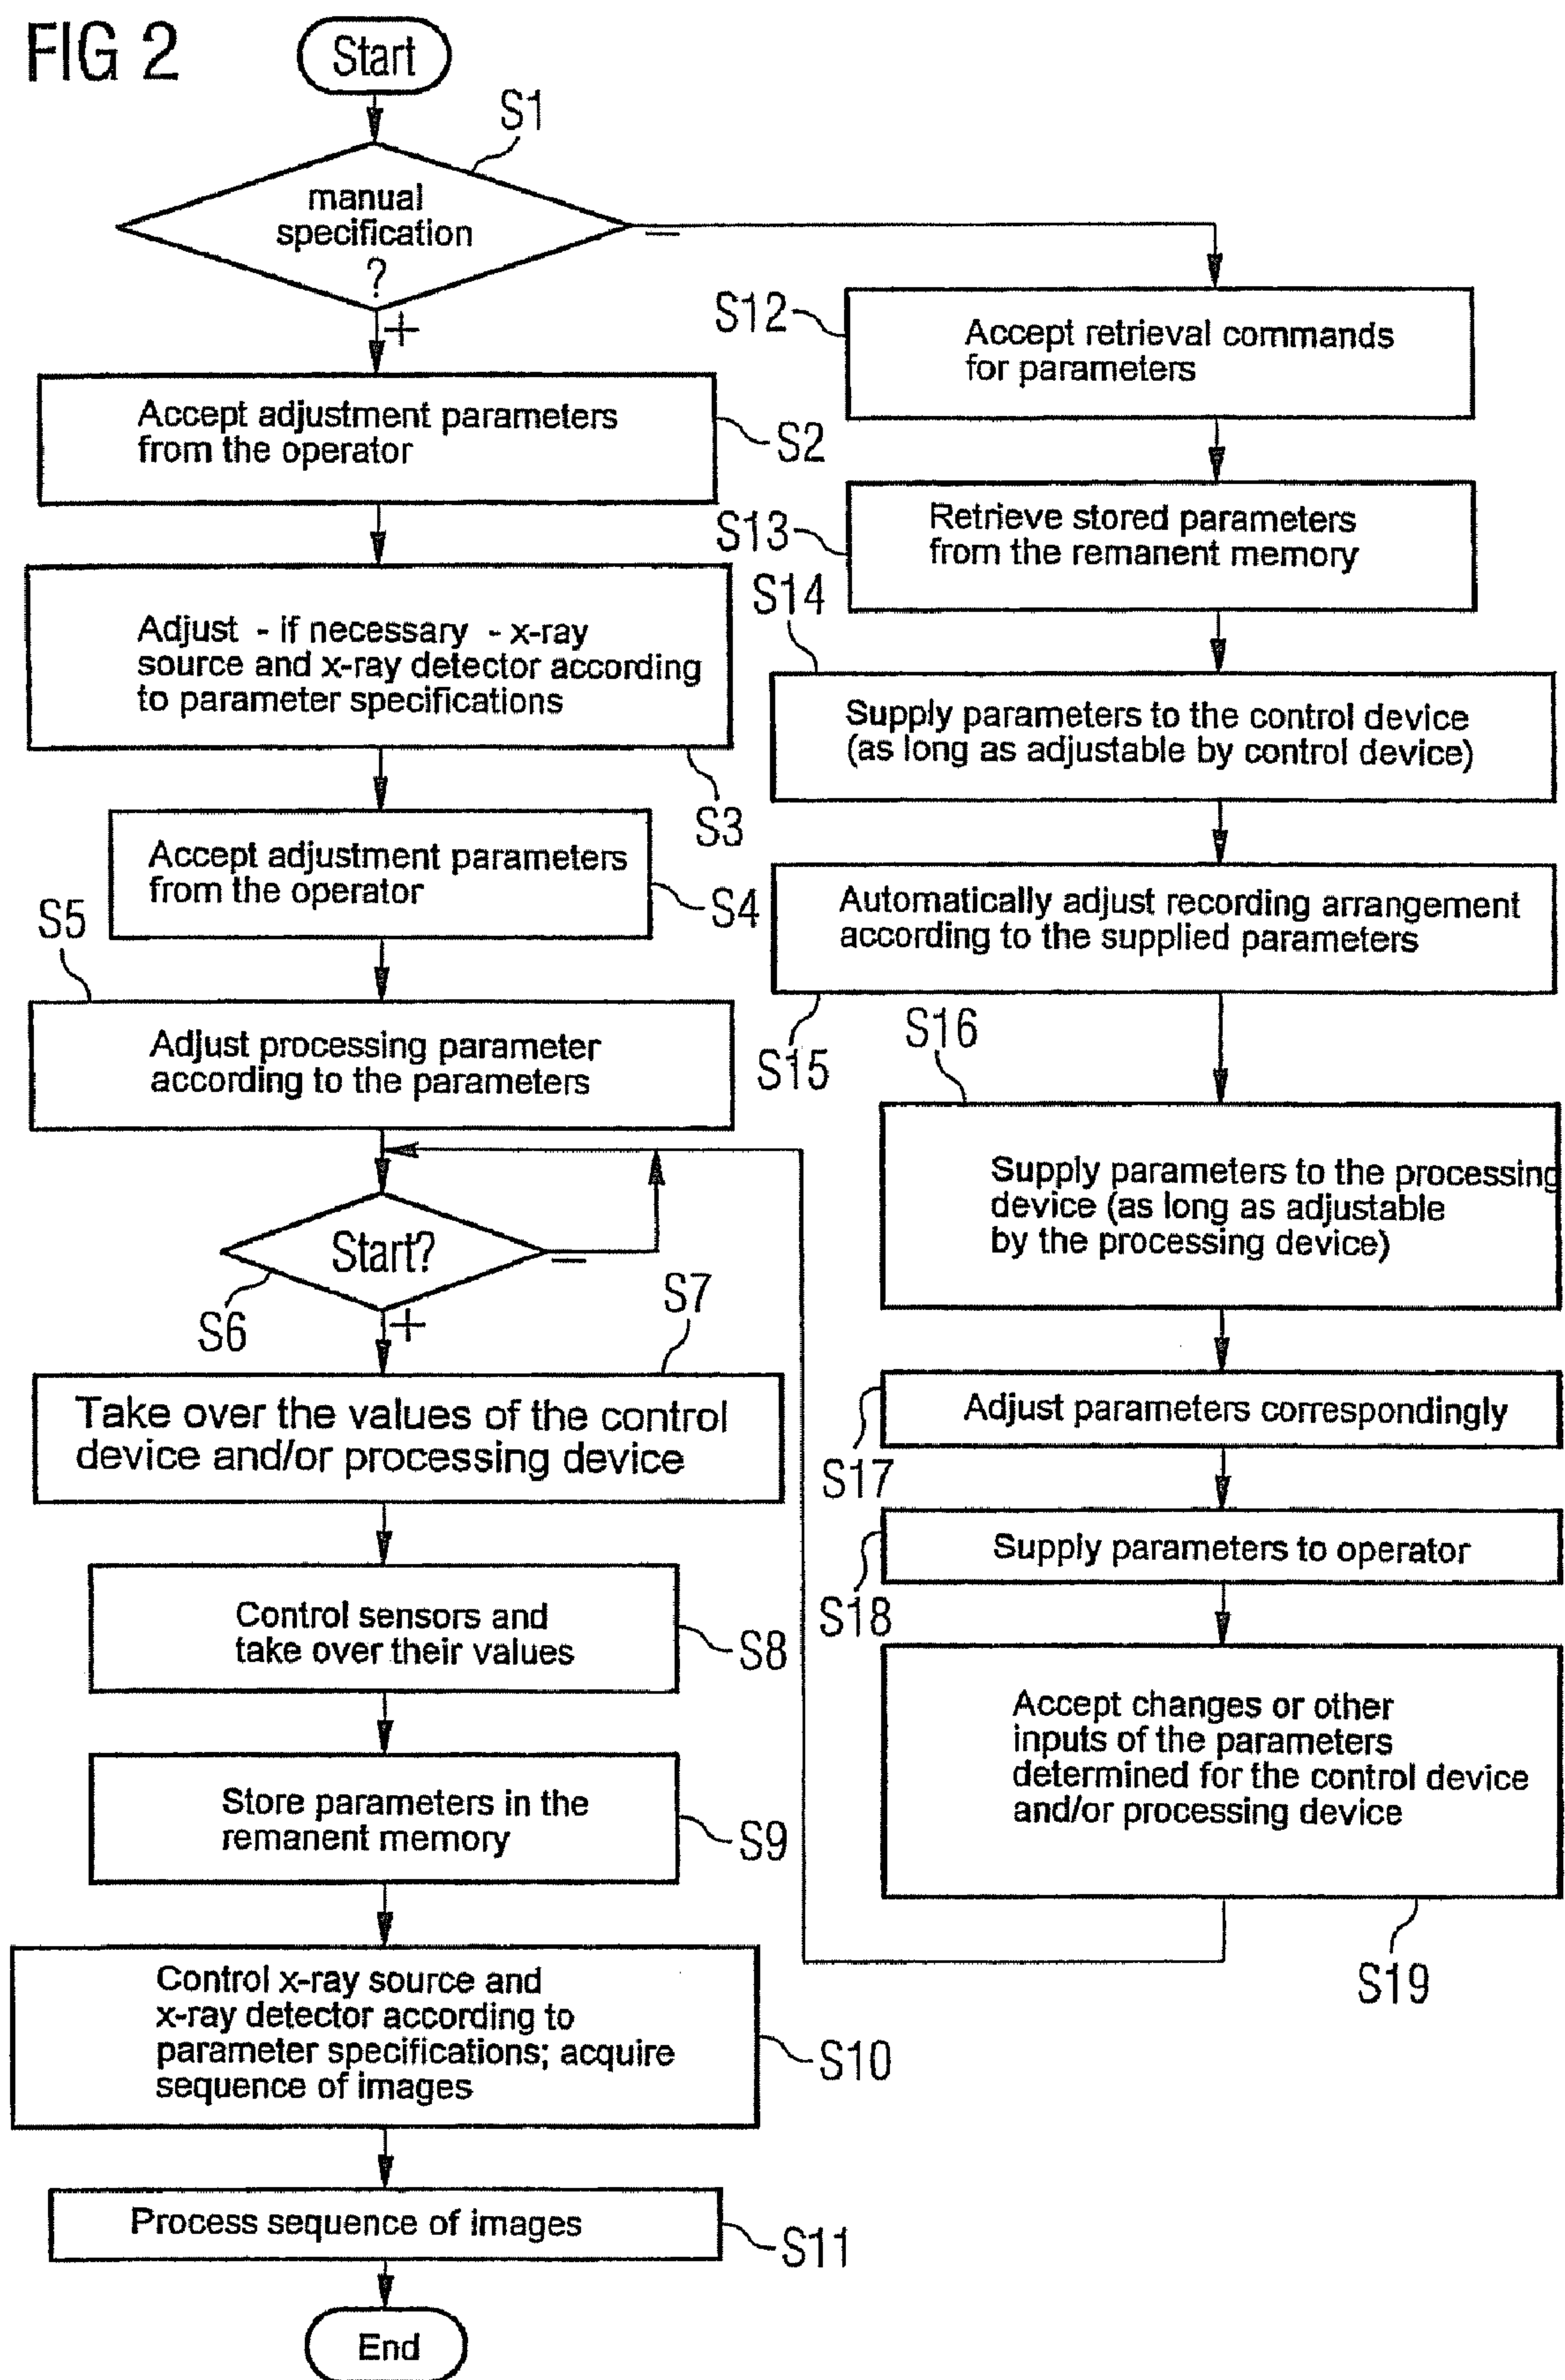 FIG 2
Start
S1
manual
specification
?
—
+
Accept adjustment parameters
from the operator
S2
Adjust - if necessary - x-ray
source and x-ray detector according
to parameter specifications
S3
Accept adjustment parameters
from the operator
S4
S5
Adjust processing parameter
according to the parameters
Start?
—
S6
+
S7
Take over the values of the control
device and/or processing device
Control sensors and
take over their values
S8
Store parameters in the
remanent memory
S9
Control x-ray source and
x-ray detector according to
parameter specifications; acquire
sequence of images
S10
Process sequence of images
S11
End
S12
Accept retrieval commands
for parameters
S13
Retrieve stored parameters
from the remanent memory
S14
Supply parameters to the control device
(as long as adjustable by control device)
Automatically adjust recording arrangement
according to the supplied parameters
S15
S16
Supply parameters to the processing
device (as long as adjustable
by the processing device)
Adjust parameters correspondingly
S17
Supply parameters to operator
S18
Accept changes or other
inputs of the parameters
determined for the control device
and/or processing device
S19